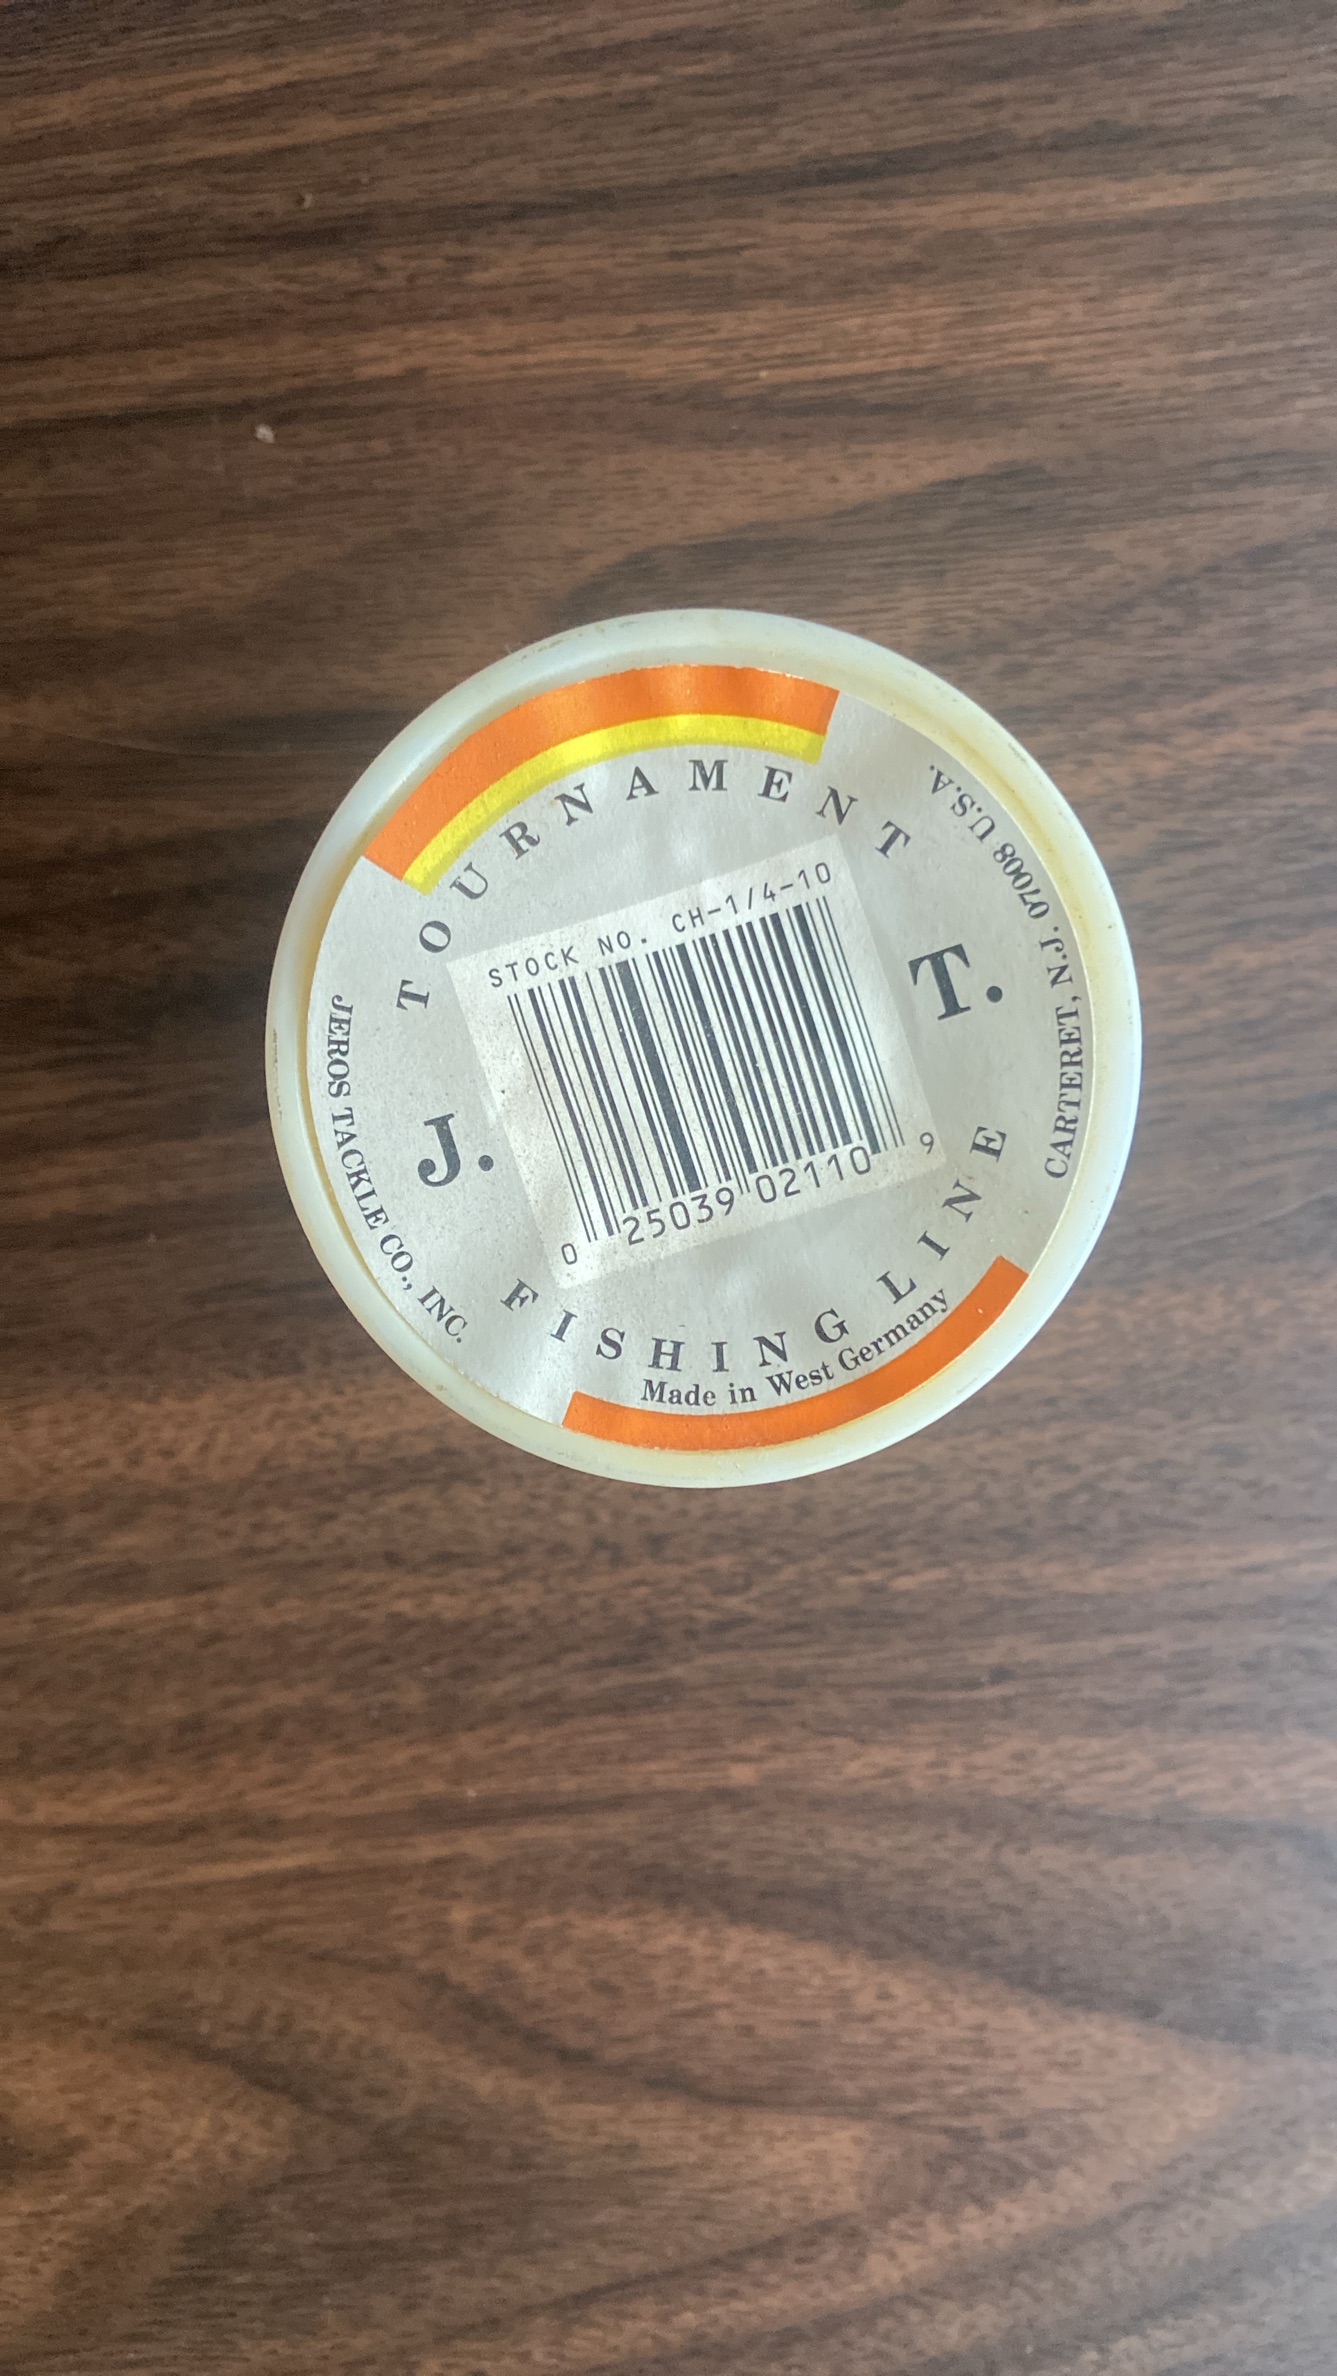 TOURNAMENT
STOCK NO. CH-1/4-10
J. T.
0 25039 02110 9
FISHING LINE
Made in West Germany
JEROS TACKLE CO., INC.
CARTERET, N.J. 07008 U.S.A.